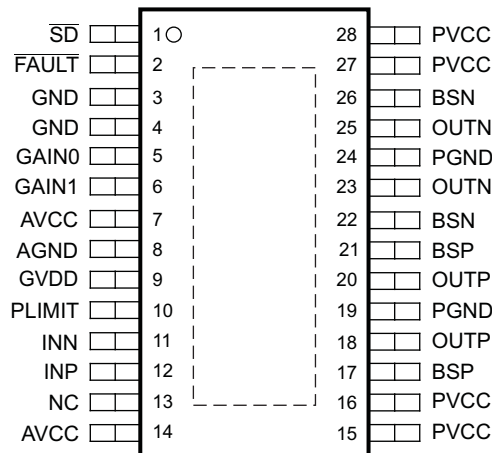 SD 1 28 PVCC
FAULT 2 27 PVCC
GND 3 26 BSN
GND 4 25 OUTN
GAIN0 5 24 PGND
GAIN1 6 23 OUTN
AVCC 7 22 BSN
AGND 8 21 BSP
GVDD 9 20 OUTP
PLIMIT 10 19 PGND
INN 11 18 OUTP
INP 12 17 BSP
NC 13 16 PVCC
AVCC 14 15 PVCC